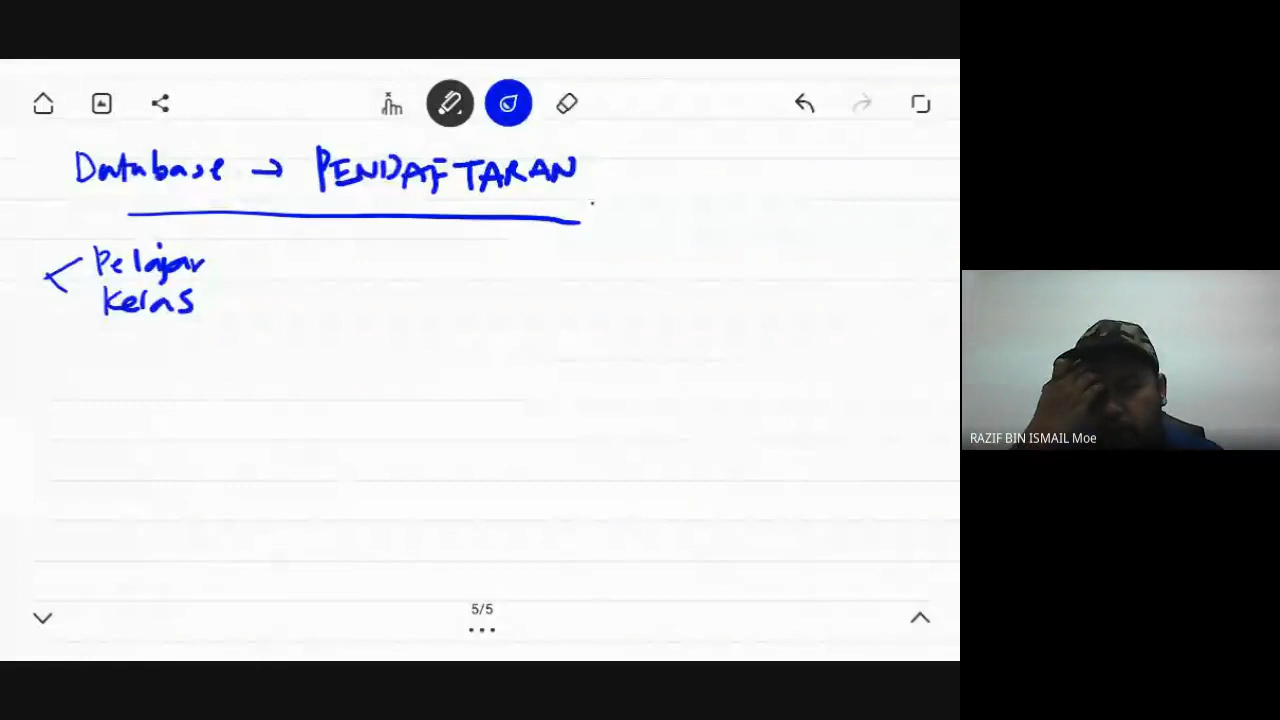 Database → PENDAFTARAN
Pelajar
Kelas
RAZIF BIN ISMAIL Moe
5/5